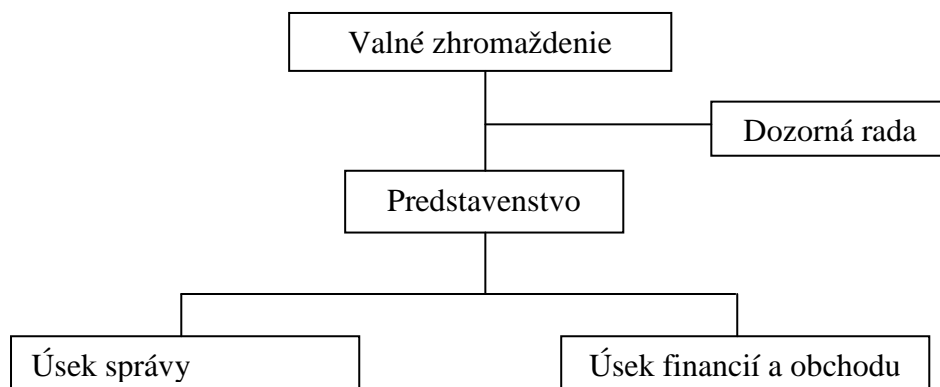 Valné zhromaždenie
Dozorná rada
Predstavenstvo
Úsek správy
Úsek financií a obchodu